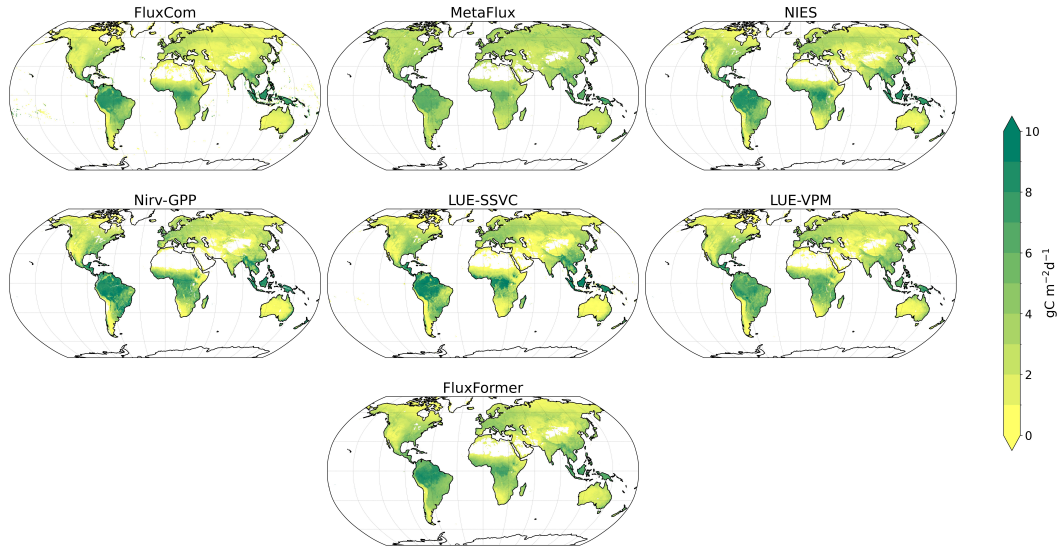 FluxCom
MetaFlux
NIES
Nirv-GPP
LUE-SSVC
LUE-VPM
FluxFormer
10
8
6
4
2
0
gC m⁻²d⁻¹